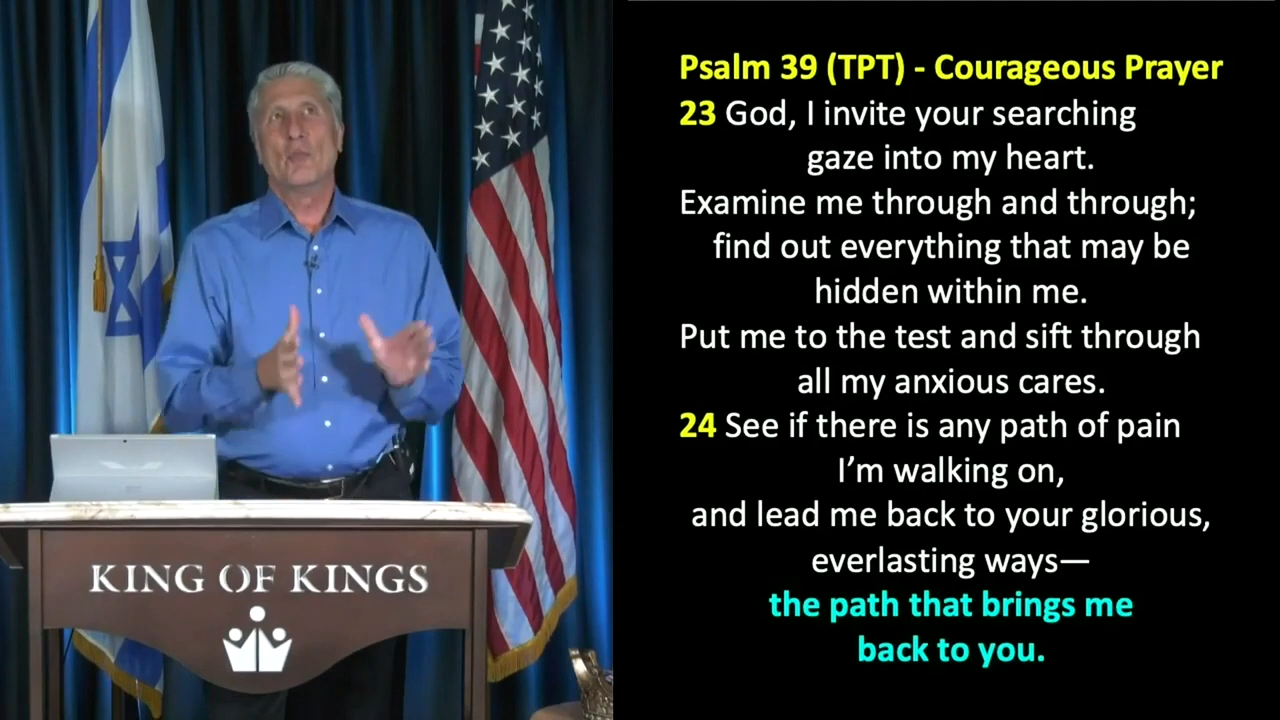 KING OF KINGS
Psalm 39 (TPT) - Courageous Prayer
23 God, I invite your searching
gaze into my heart.
Examine me through and through;
find out everything that may be
hidden within me.
Put me to the test and sift through
all my anxious cares.
24 See if there is any path of pain
I’m walking on,
and lead me back to your glorious,
everlasting ways—
the path that brings me
back to you.